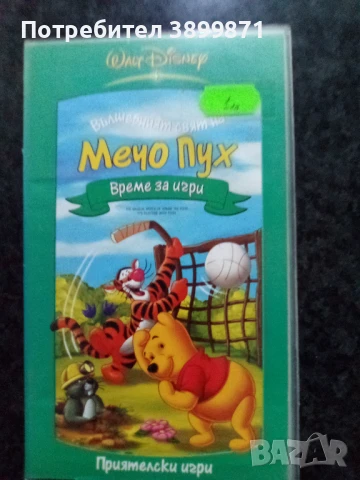 Потребител 3899871
WALT DISNEY
Вълшебният свят на
Мечо Пух
Време за игри
Приятелски игри
BAZAR